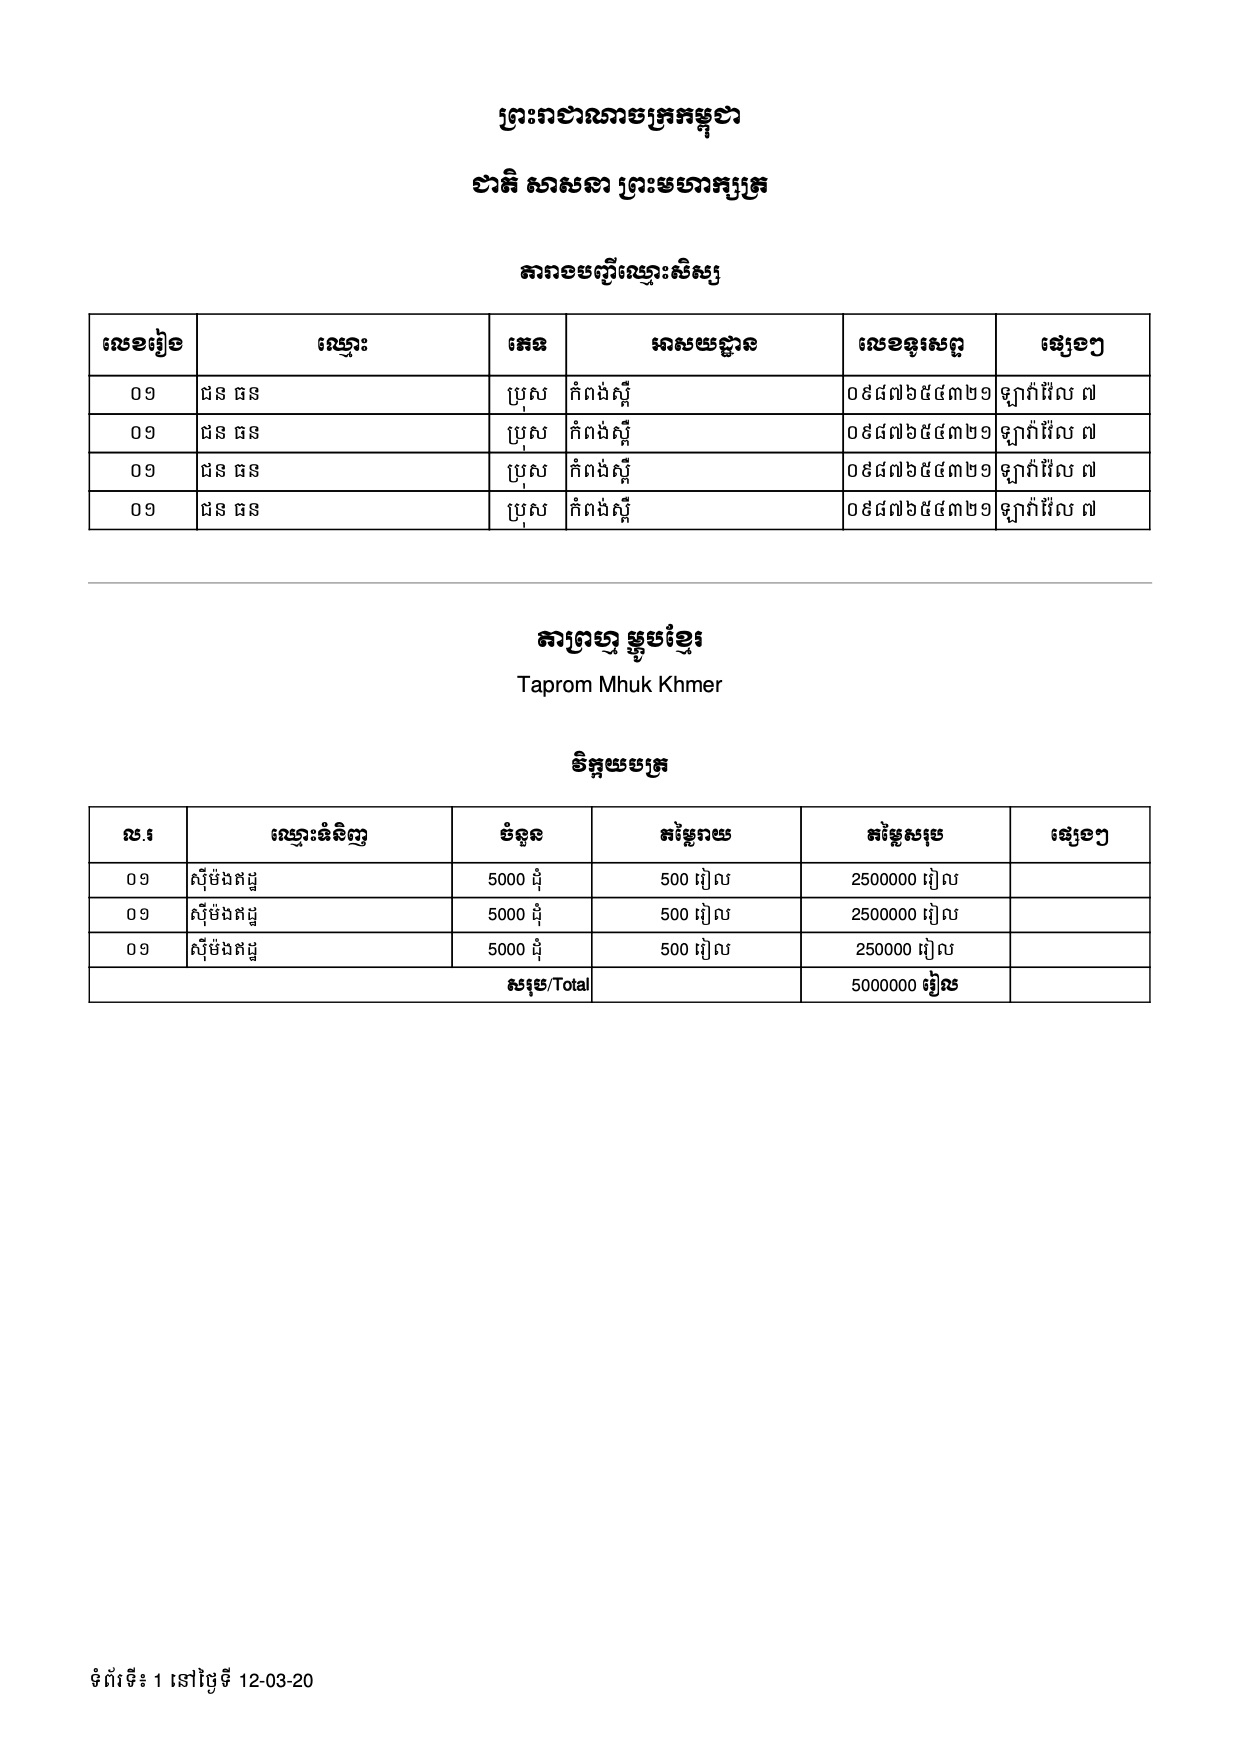 ព្រះរាជាណាចក្រកម្ពុជា
ជាតិ សាសនា ព្រះមហាក្សត្រ
តារាងបញ្ជីឈ្មោះសិស្ស
លេខរៀង ឈ្មោះ ភេទ អាសយដ្ឋាន លេខទូរសព្ទ ផ្សេងៗ
០១ ជន ធន ប្រុស កំពង់ស្ពឺ ០៩៨៧៦៥៤៣២១ ឡាវ៉ាវ៉ែល ៧
០១ ជន ធន ប្រុស កំពង់ស្ពឺ ០៩៨៧៦៥៤៣២១ ឡាវ៉ាវ៉ែល ៧
០១ ជន ធន ប្រុស កំពង់ស្ពឺ ០៩៨៧៦៥៤៣២១ ឡាវ៉ាវ៉ែល ៧
០១ ជន ធន ប្រុស កំពង់ស្ពឺ ០៩៨៧៦៥៤៣២១ ឡាវ៉ាវ៉ែល ៧
តាព្រហ្ម ម្ហូបខ្មែរ
Taprom Mhuk Khmer
វិក្កយបត្រ
ល.រ ឈ្មោះទំនិញ ចំនួន តម្លៃរាយ តម្លៃសរុប ផ្សេងៗ
០១ ស៊ីម៉ងឥដ្ឋ 5000 ដុំ 500 រៀល 2500000 រៀល
០១ ស៊ីម៉ងឥដ្ឋ 5000 ដុំ 500 រៀល 2500000 រៀល
០១ ស៊ីម៉ងឥដ្ឋ 5000 ដុំ 500 រៀល 250000 រៀល
សរុប/Total 5000000 រៀល
ទំព័រទី៖ 1 នៅថ្ងៃទី 12-03-20